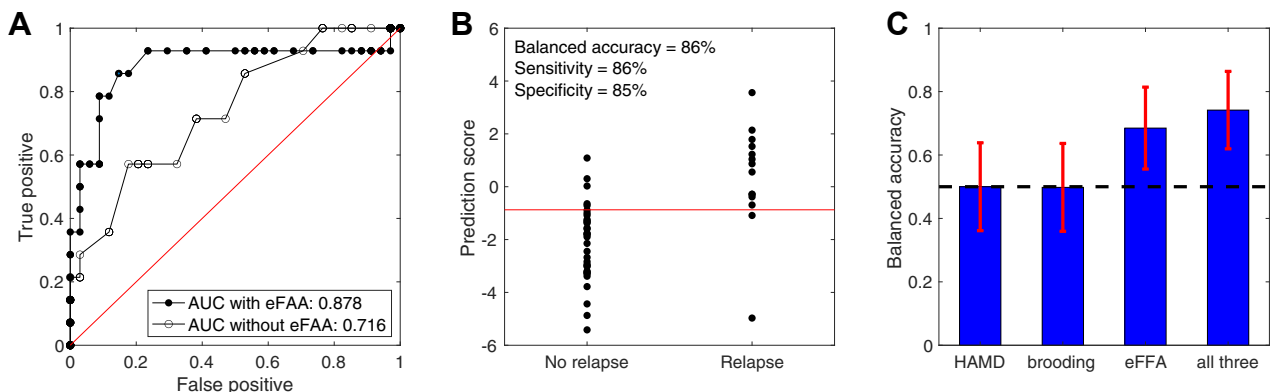 A
True positive
1
0.8
0.6
0.4
0.2
0
0 0.2 0.4 0.6 0.8 1
False positive
AUC with eFAA: 0.878
AUC without eFAA: 0.716
B
Balanced accuracy = 86%
Sensitivity = 86%
Specificity = 85%
Prediction score
6
4
2
0
-2
-4
-6
No relapse Relapse
C
Balanced accuracy
1
0.8
0.6
0.4
0.2
0
HAMD brooding eFFA all three